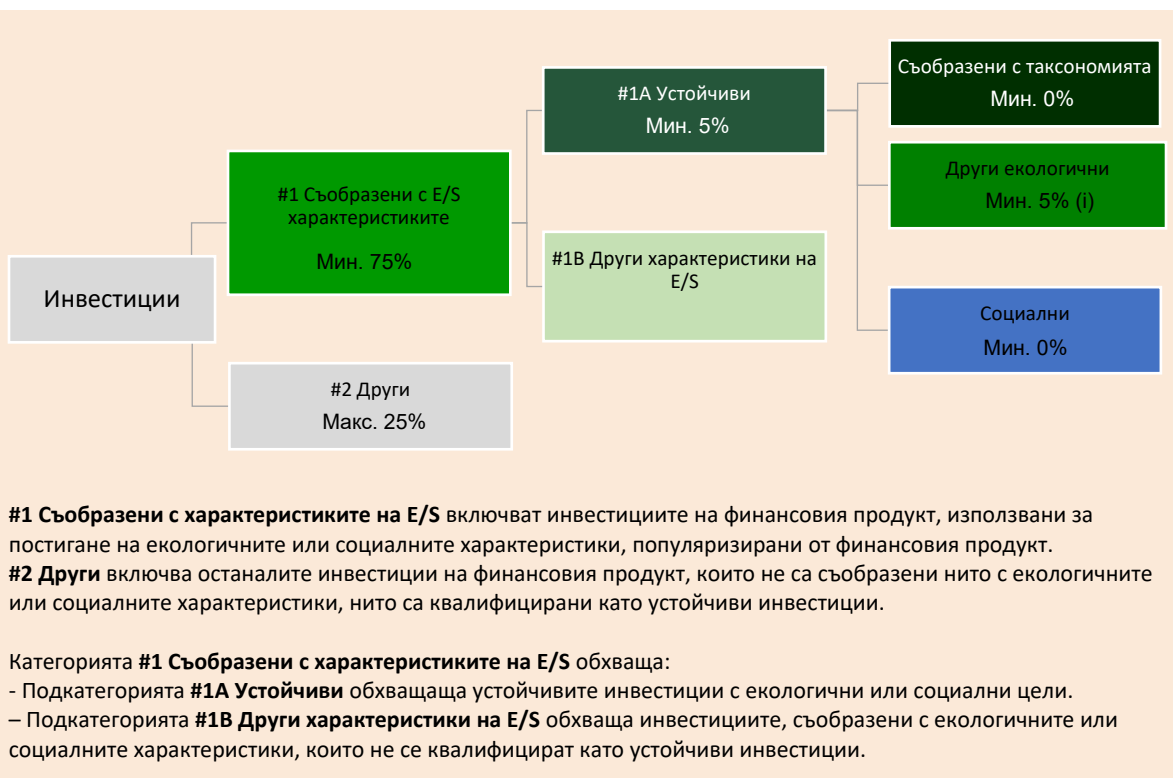 Инвестиции
#1 Съобразени с E/S
характеристиките
Мин. 75%
#2 Други
Макс. 25%
#1A Устойчиви
Мин. 5%
#1B Други характеристики на
E/S
Съобразени с таксономията
Мин. 0%
Други екологични
Мин. 5% (i)
Социални
Мин. 0%
#1 Съобразени с характеристиките на E/S включват инвестициите на финансовия продукт, използвани за
постигане на екологичните или социалните характеристики, популяризирани от финансовия продукт.
#2 Други включва останалите инвестиции на финансовия продукт, които не са съобразени нито с екологичните
или социалните характеристики, нито са квалифицирани като устойчиви инвестиции.
Категорията #1 Съобразени с характеристиките на E/S обхваща:
- Подкатегорията #1A Устойчиви обхващаща устойчивите инвестиции с екологични или социални цели.
– Подкатегорията #1B Други характеристики на E/S обхваща инвестициите, съобразени с екологичните или
социалните характеристики, които не се квалифицират като устойчиви инвестиции.